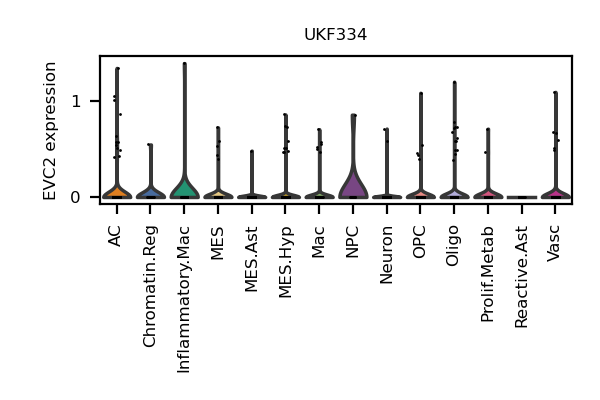 UKF334
EVC2 expression
1
0
AC
Chromatin.Reg
Inflammatory.Mac
MES
MES.Ast
MES.Hyp
Mac
NPC
Neuron
OPC
Oligo
Prolif.Metab
Reactive.Ast
Vasc